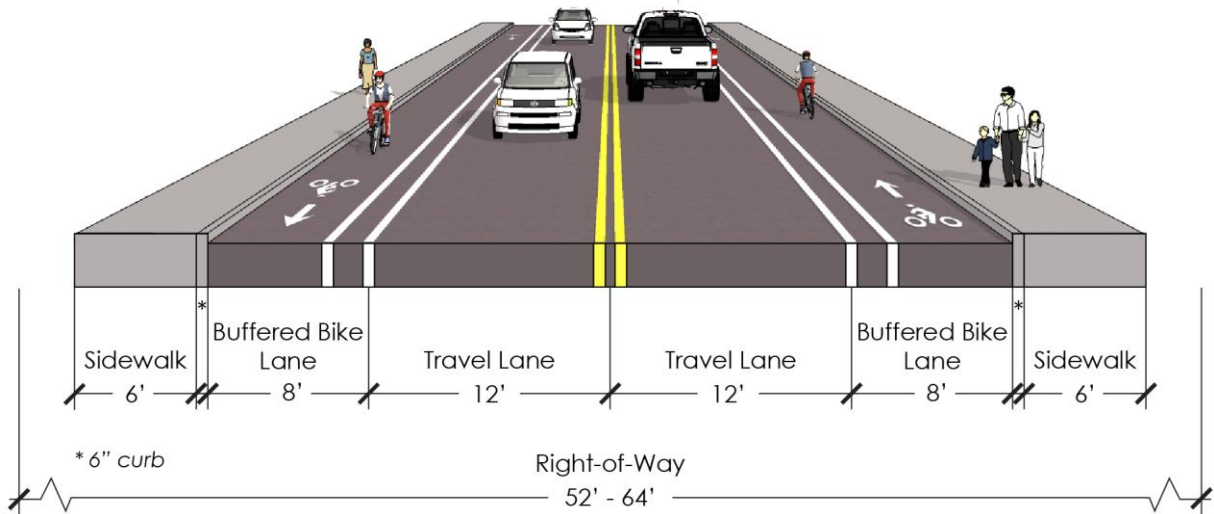 *
*
Buffered Bike
Lane
Buffered Bike
Lane
Sidewalk
Travel Lane
Travel Lane
Sidewalk
6’
8’
12’
12’
8’
6’
* 6” curb
Right-of-Way
52’ - 64’